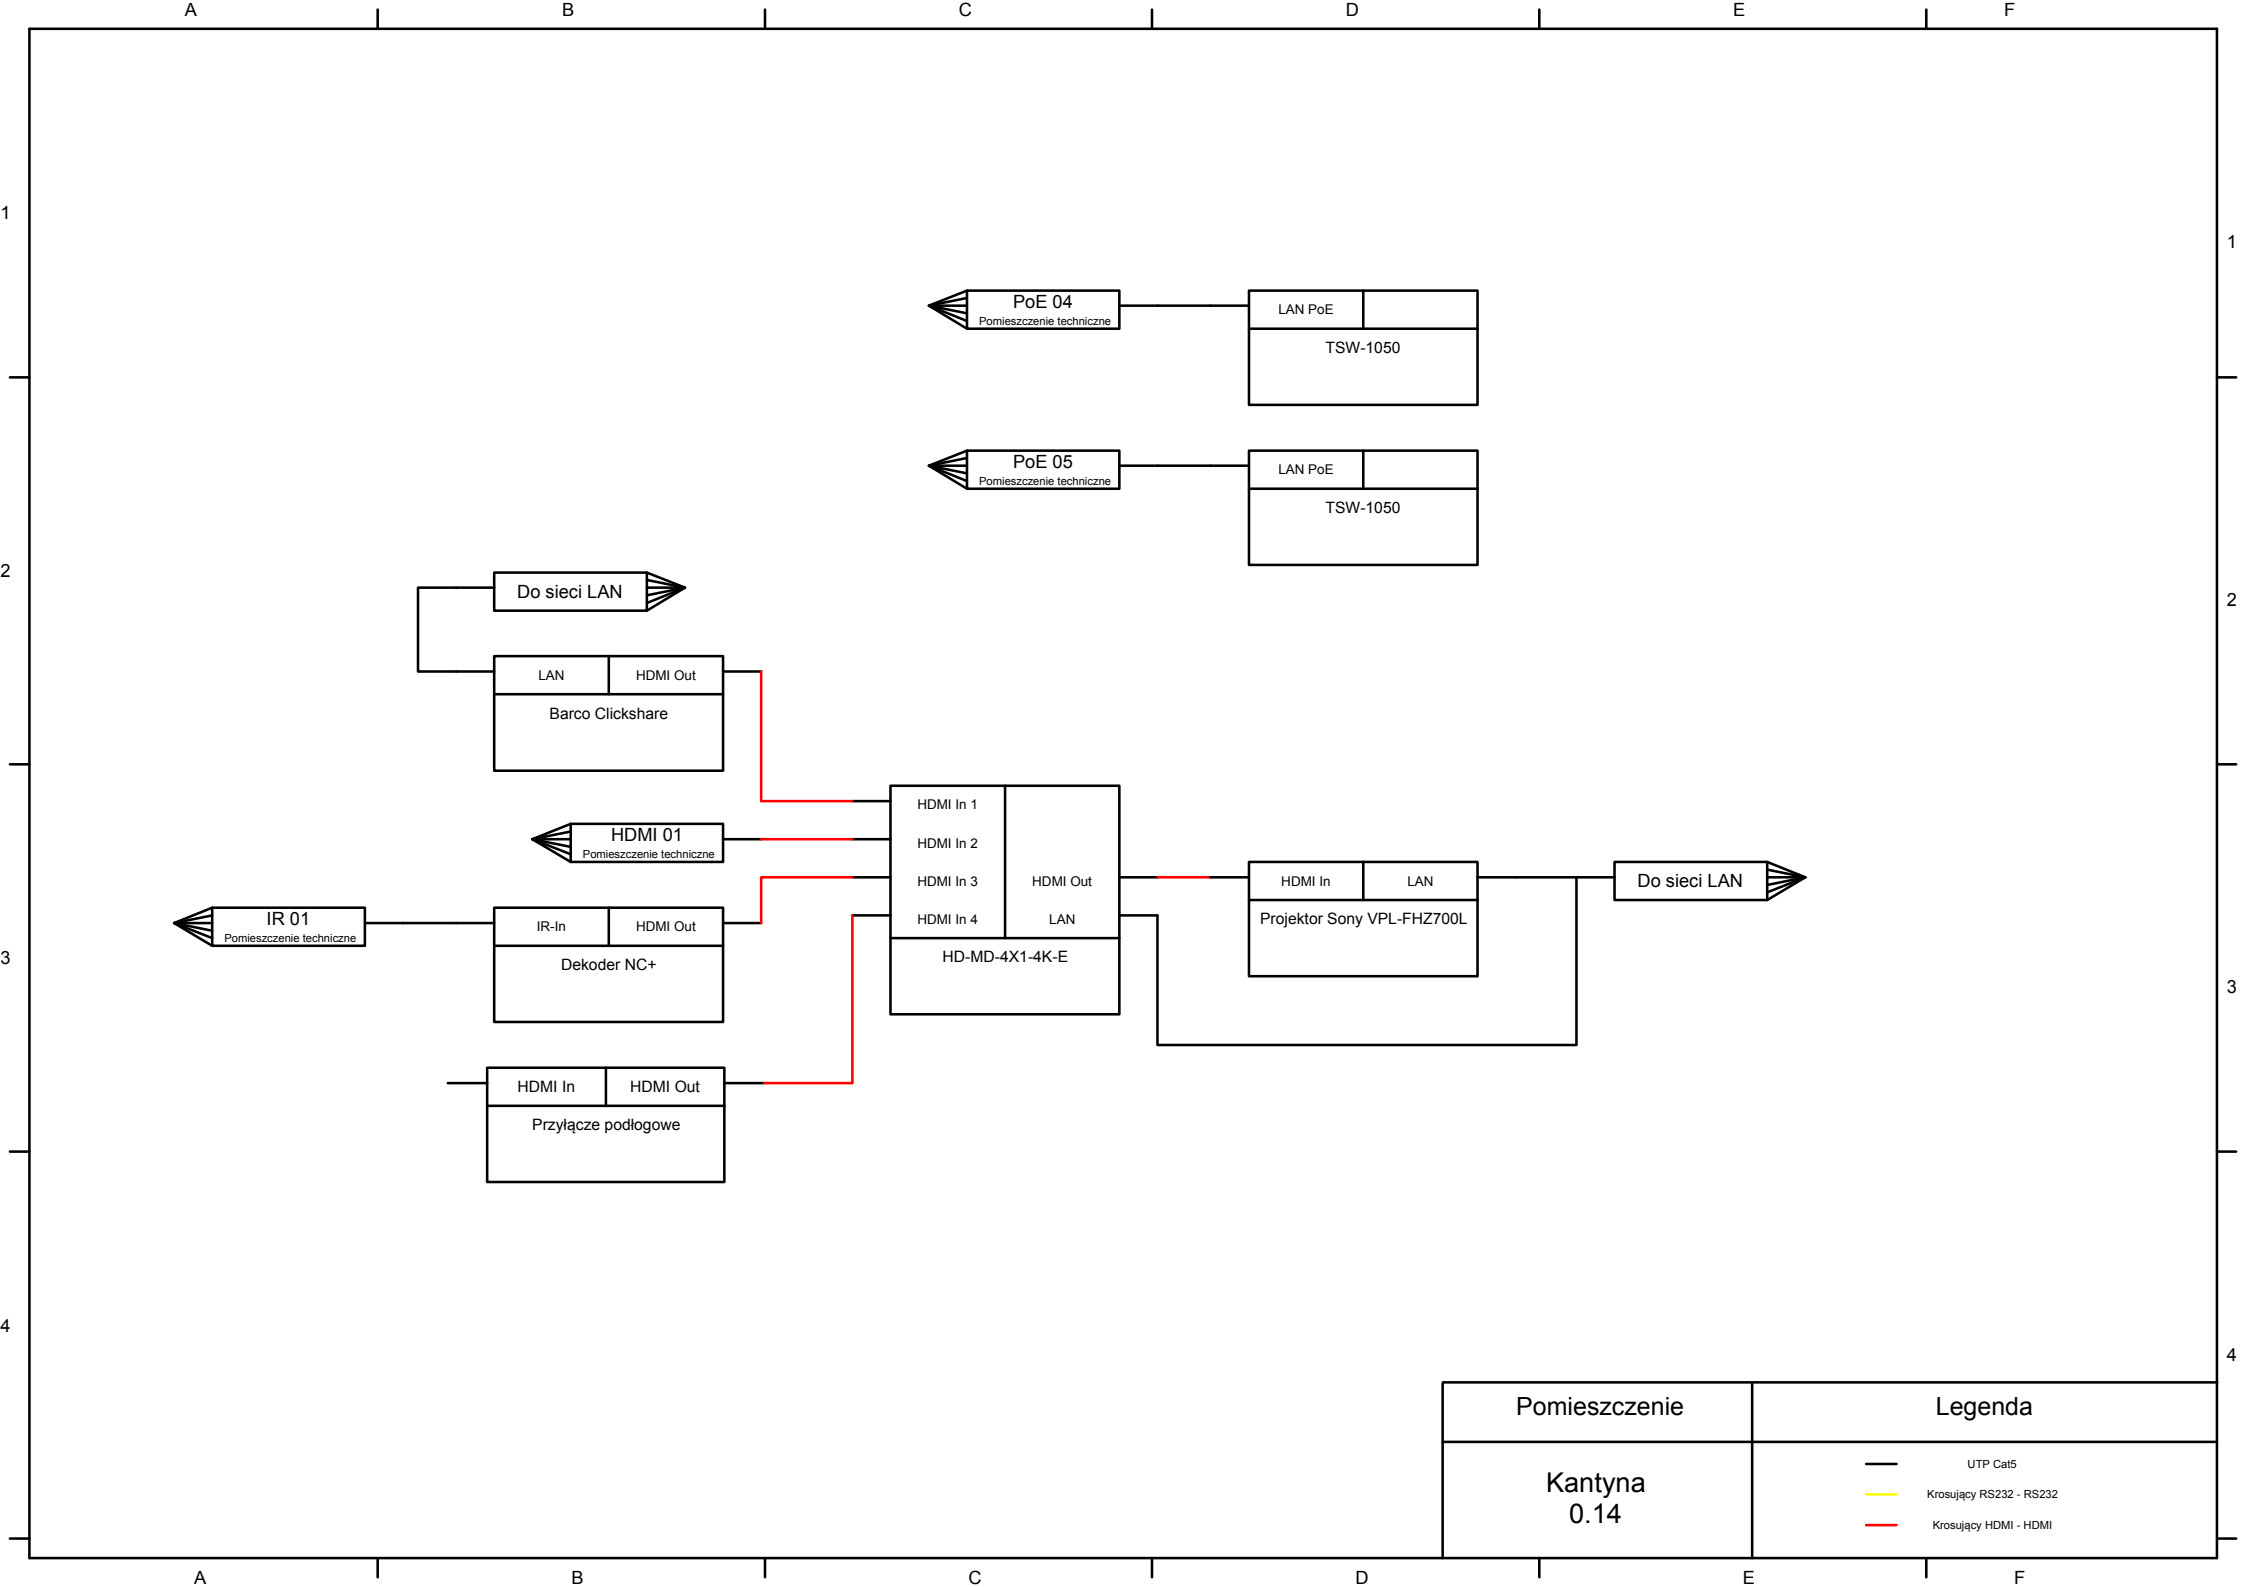 A B C D E F
1
1
PoE 04
Pomieszczenie techniczne
LAN PoE
TSW-1050
PoE 05
Pomieszczenie techniczne
LAN PoE
TSW-1050
2
2
Do sieci LAN
LAN HDMI Out
Barco Clickshare
HDMI 01
Pomieszczenie techniczne
HDMI In 1
HDMI In 2
HDMI In 3 HDMI Out
HDMI In 4 LAN
HD-MD-4X1-4K-E
HDMI In LAN
Projektor Sony VPL-FHZ700L
Do sieci LAN
IR 01
Pomieszczenie techniczne
IR-In HDMI Out
Dekoder NC+
3
3
HDMI In HDMI Out
Przyłącze podłogowe
4
4
Pomieszczenie Legenda
Kantyna
0.14
UTP Cat5
Krosujący RS232 - RS232
Krosujący HDMI - HDMI
A B C D E F